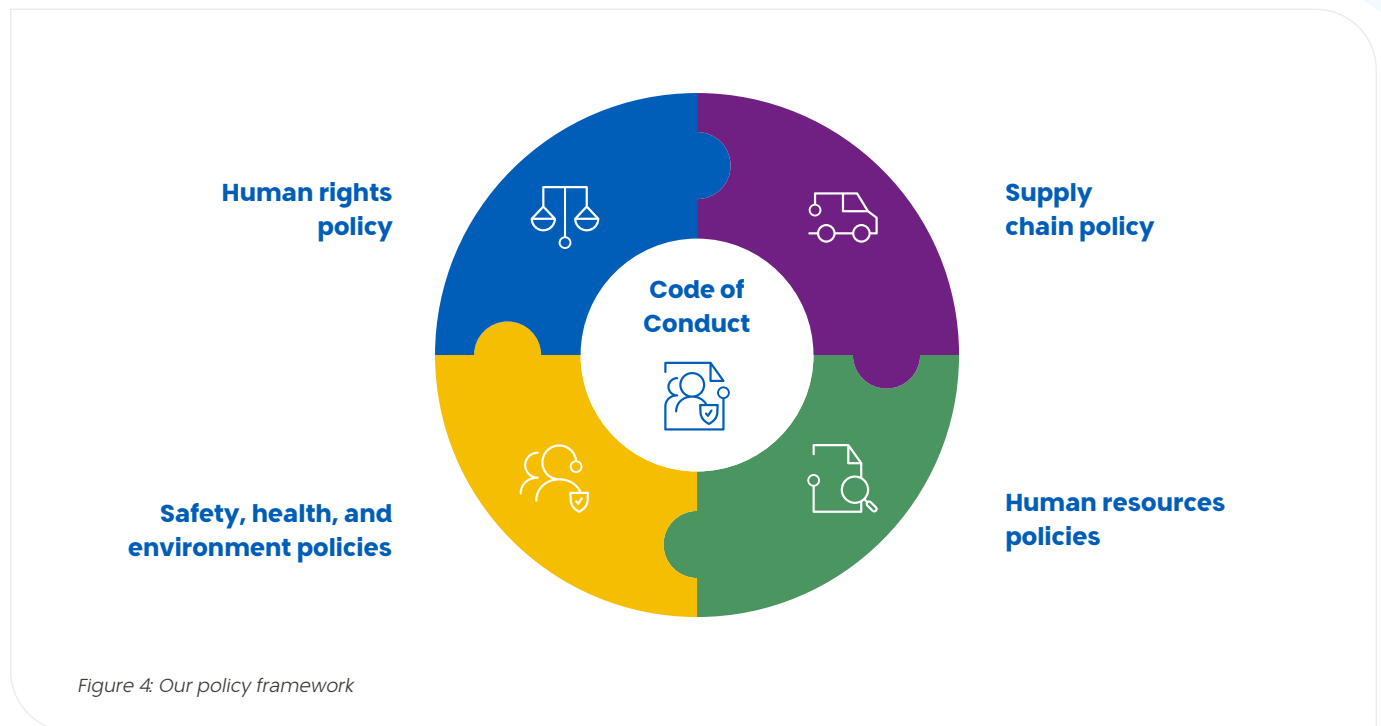 Human rights
policy
Supply
chain policy
Code of
Conduct
Safety, health, and
environment policies
Human resources
policies
Figure 4: Our policy framework